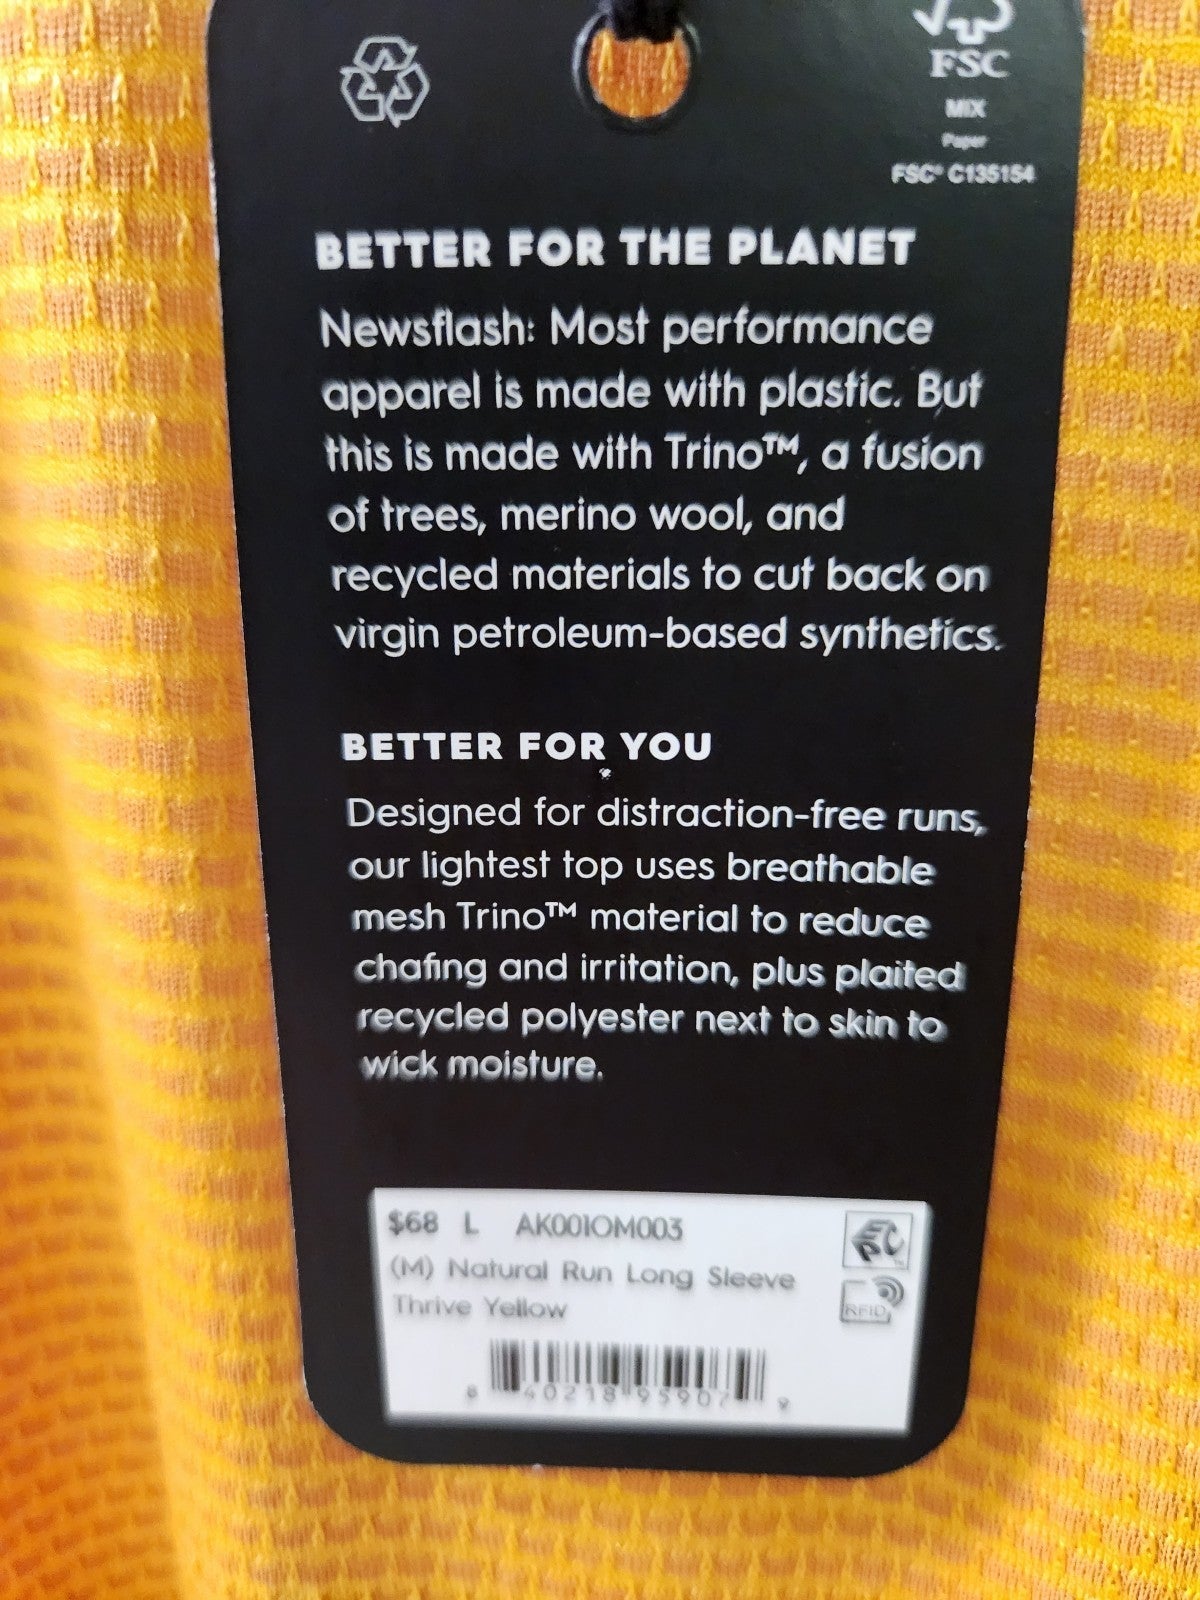 FSC
MIX
Paper
FSC® C135154
BETTER FOR THE PLANET
Newsflash: Most performance
apparel is made with plastic. But
this is made with Trino™, a fusion
of trees, merino wool, and
recycled materials to cut back on
virgin petroleum-based synthetics.
BETTER FOR YOU
Designed for distraction-free runs,
our lightest top uses breathable
mesh Trino™ material to reduce
chafing and irritation, plus plaited
recycled polyester next to skin to
wick moisture.
$68 L AK001OM003
(M) Natural Run Long Sleeve
Thrive Yellow
RFID
8 40218 95907 9